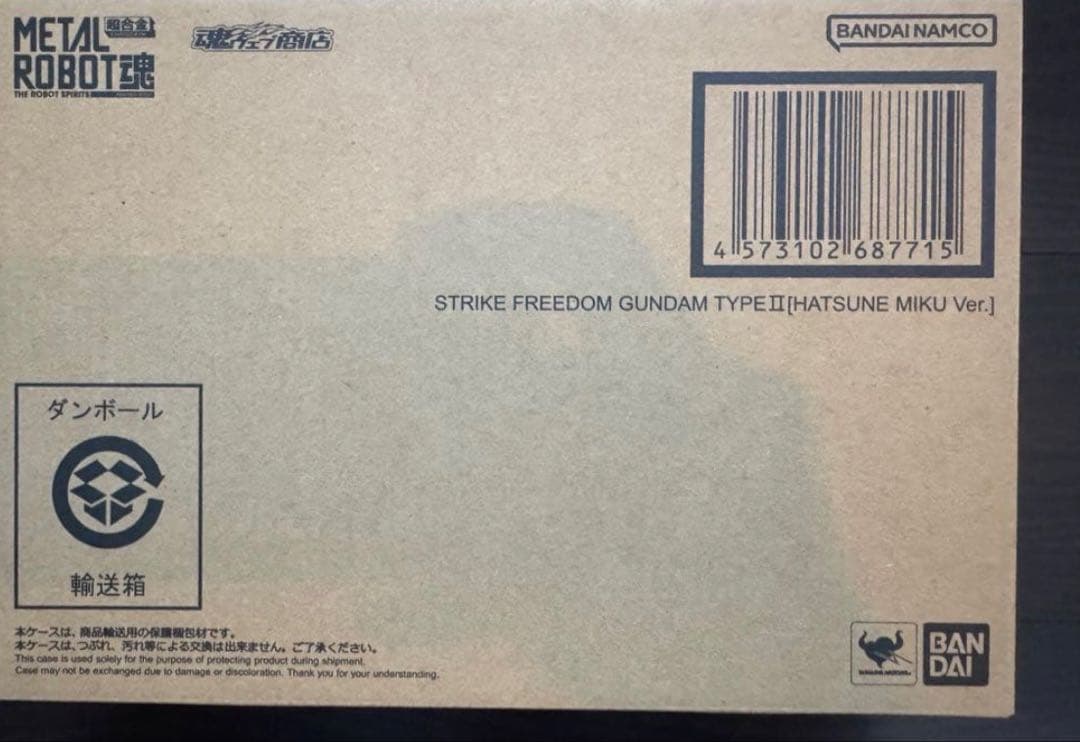 METAL
超合金
ROBOT魂
THE ROBOT SPIRITS
魂ウェブ商店
BANDAI NAMCO
4 573102 687715
STRIKE FREEDOM GUNDAM TYPEⅡ[HATSUNE MIKU Ver.]
ダンボール
輸送箱
本ケースは、商品輸送用の保護梱包材です。
本ケースは、つぶれ、汚れ等による交換は出来ません。ご了承ください。
This case is used solely for the purpose of protecting product during shipment.
Case may not be exchanged due to damage or discoloration. Thank you for your understanding.
BAN
DAI